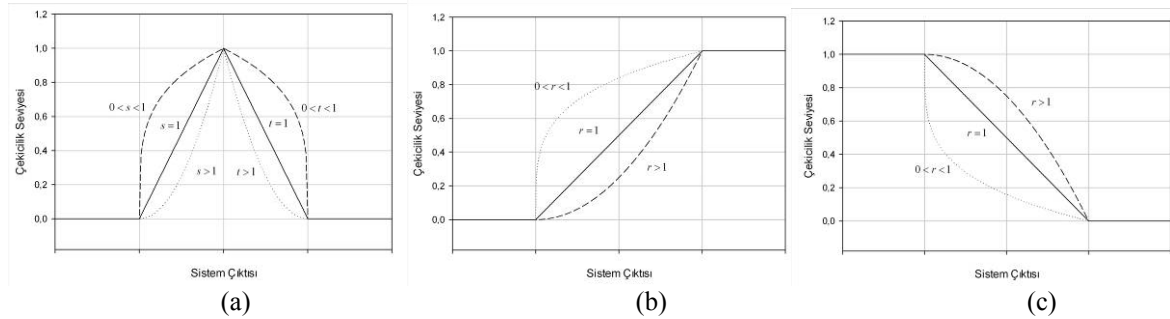 1,2
1,0
0,8
0,6
0,4
0,2
0,0
Çekicilik Seviyesi
0 < s < 1
0 < t < 1
s = 1
t = 1
s > 1
t > 1
Sistem Çıktısı
(a)
1,2
1,0
0,8
0,6
0,4
0,2
0,0
Çekicilik Seviyesi
0 < r < 1
r = 1
r > 1
Sistem Çıktısı
(b)
1,2
1,0
0,8
0,6
0,4
0,2
0,0
Çekicilik Seviyesi
r > 1
r = 1
0 < r < 1
Sistem Çıktısı
(c)